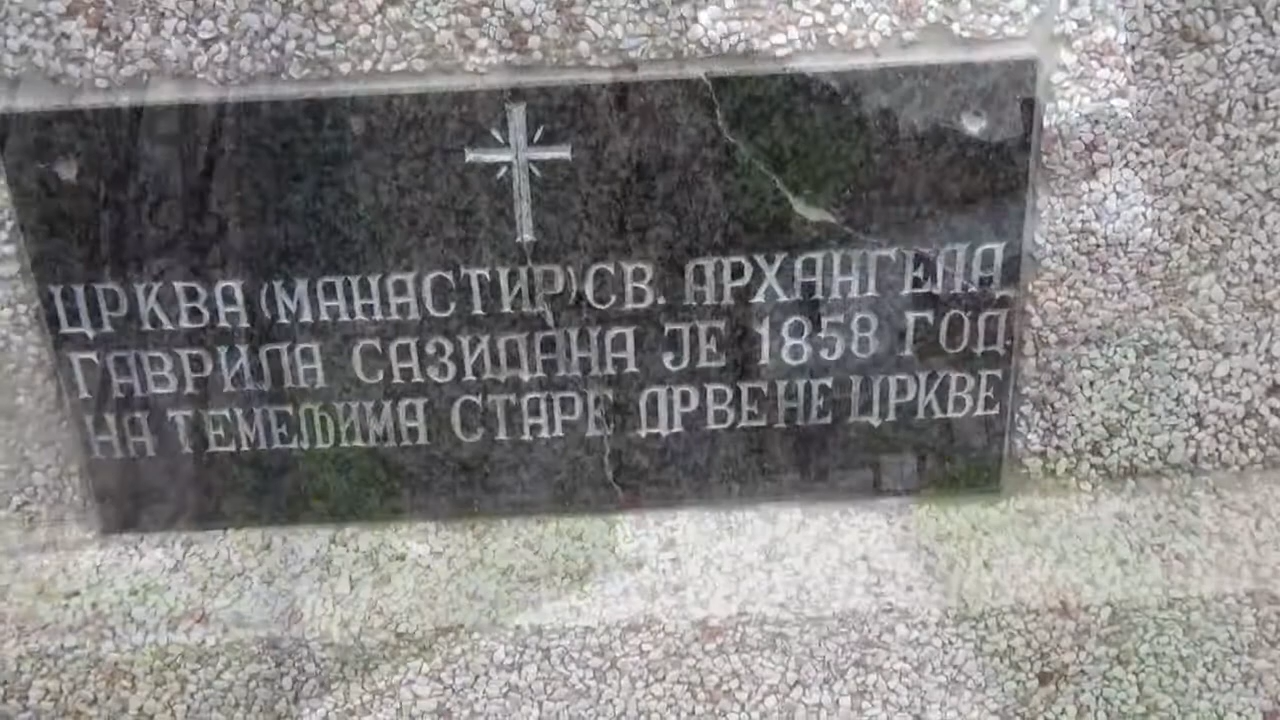 ЦРКВА (МАНАСТИР) СВ. АРХАНГЕЛА
ГАВРИЛА САЗИДАНА ЈЕ 1858 ГОД.
НА ТЕМЕЉИМА СТАРЕ ДРВЕНЕ ЦРКВЕ